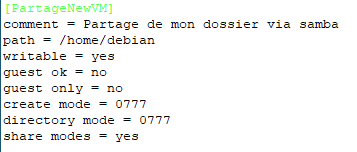 [PartageNewVM]
comment = Partage de mon dossier via samba
path = /home/debian
writable = yes
guest ok = no
guest only = no
create mode = 0777
directory mode = 0777
share modes = yes